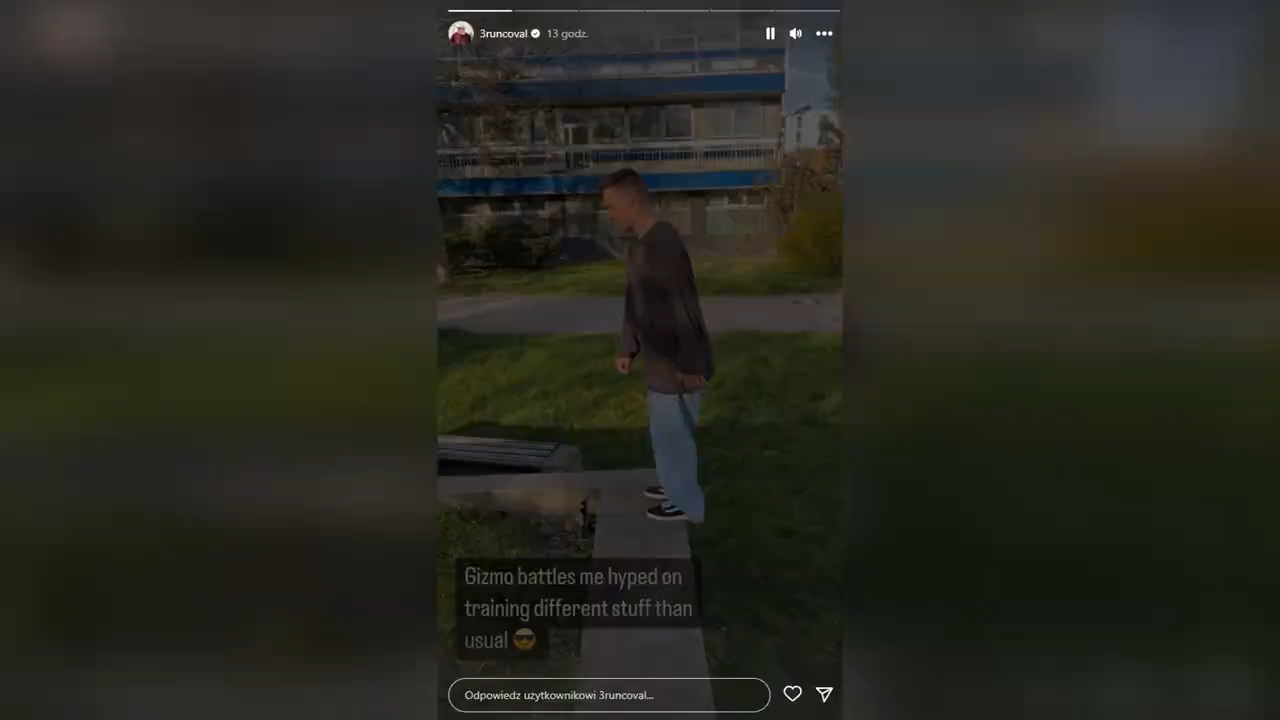 3runcoval 13 godz.
Gizmo battles me hyped on
training different stuff than
usual 😎
Odpowiedz użytkownikowi 3runcoval...